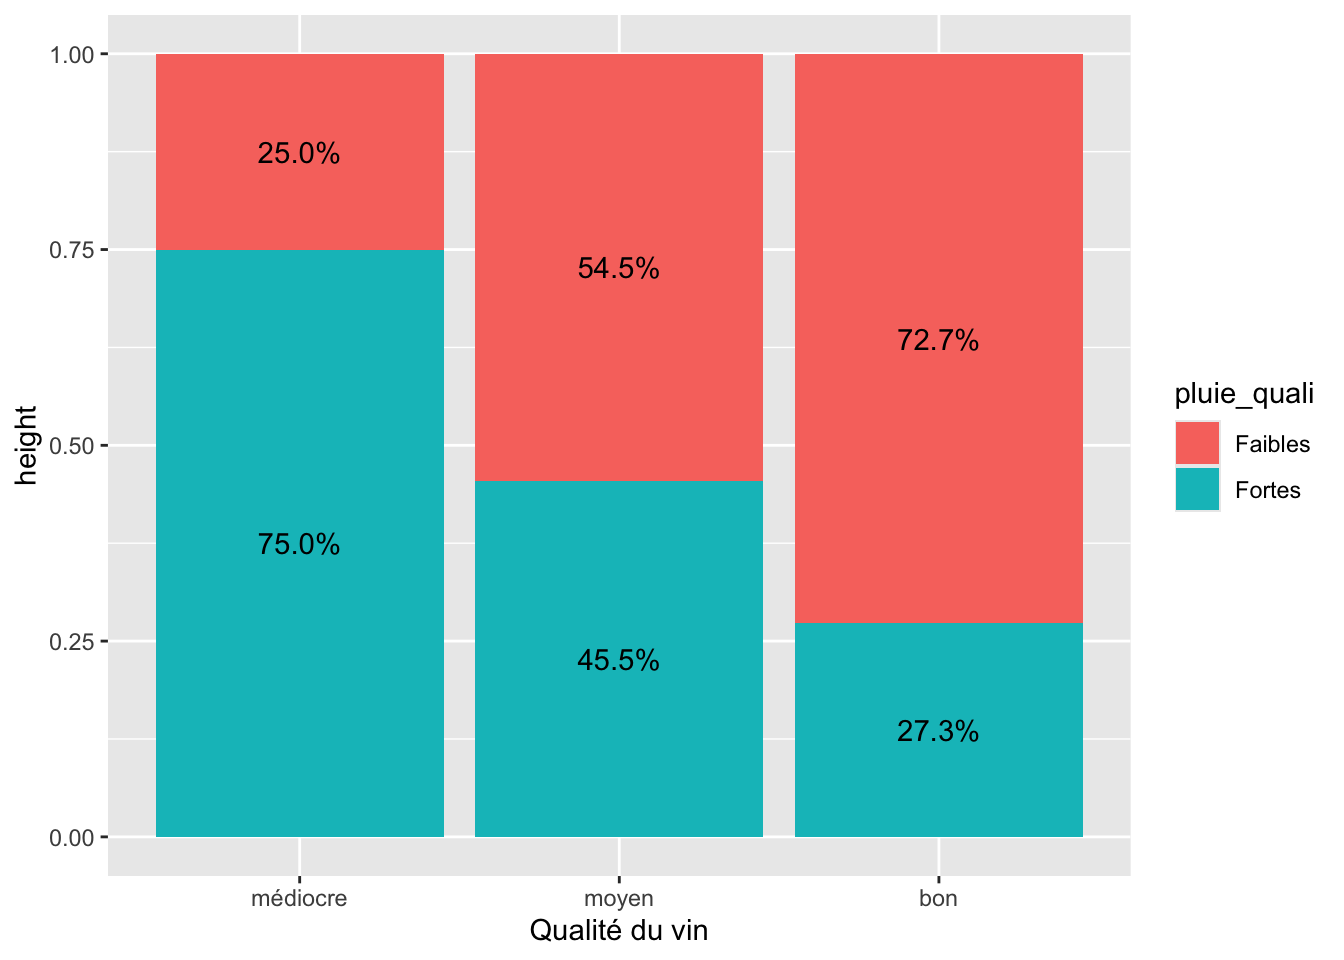 1.00
0.75
0.50
0.25
0.00
height
25.0%
75.0%
54.5%
45.5%
72.7%
27.3%
médiocre
moyen
bon
Qualité du vin
pluie_quali
Faibles
Fortes